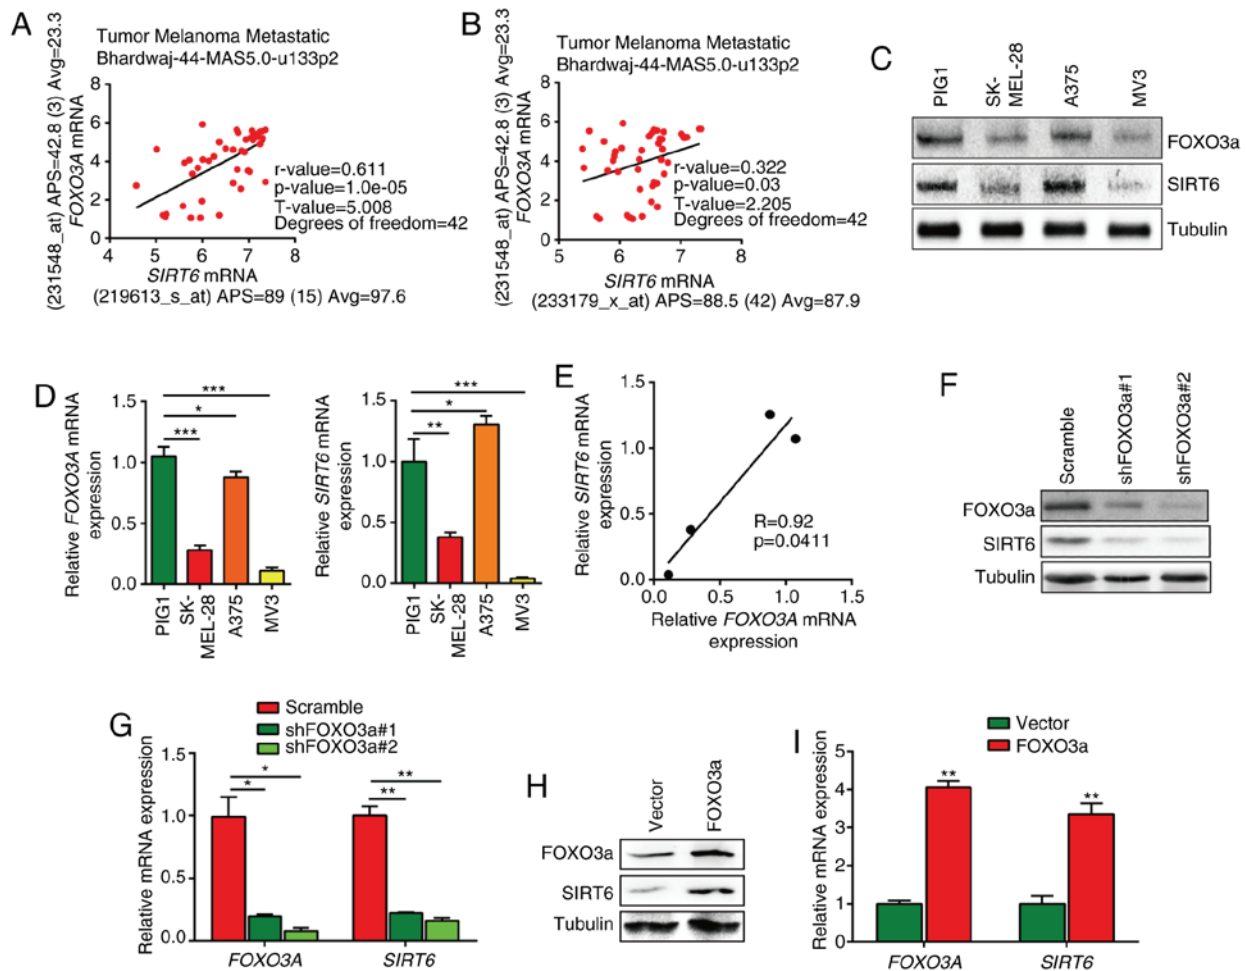 A
Tumor Melanoma Metastatic
Bhardwaj-44-MAS5.0-u133p2
(231548_at) APS=42.8 (3) Avg=23.3
FOXO3A mRNA
8
6
4
2
0
r-value=0.611
p-value=1.0e-05
T-value=5.008
Degrees of freedom=42
4
5
6
7
8
SIRT6 mRNA
(219613_s_at) APS=89 (15) Avg=97.6
B
Tumor Melanoma Metastatic
Bhardwaj-44-MAS5.0-u133p2
(231548_at) APS=42.8 (3) Avg=23.3
FOXO3A mRNA
8
6
4
2
0
r-value=0.322
p-value=0.03
T-value=2.205
Degrees of freedom=42
5
6
7
8
SIRT6 mRNA
(233179_x_at) APS=88.5 (42) Avg=87.9
C
PIG1
SK-
MEL-28
A375
MV3
FOXO3a
SIRT6
Tubulin
D
Relative FOXO3A mRNA
expression
1.5
1.0
0.5
0.0
***
*
***
PIG1
SK-
MEL-28
A375
MV3
Relative SIRT6 mRNA
expression
1.5
1.0
0.5
0.0
***
*
**
PIG1
SK-
MEL-28
A375
MV3
E
Relative SIRT6 mRNA
expression
1.5
1.0
0.5
0.0
R=0.92
p=0.0411
0.0
0.5
1.0
1.5
Relative FOXO3A mRNA
expression
F
Scramble
shFOXO3a#1
shFOXO3a#2
FOXO3a
SIRT6
Tubulin
G
Scramble
shFOXO3a#1
shFOXO3a#2
Relative mRNA expression
1.5
1.0
0.5
0.0
*
*
**
**
FOXO3A
SIRT6
H
Vector
FOXO3a
FOXO3a
SIRT6
Tubulin
I
Vector
FOXO3a
Relative mRNA expression
5
4
3
2
1
0
**
**
FOXO3A
SIRT6